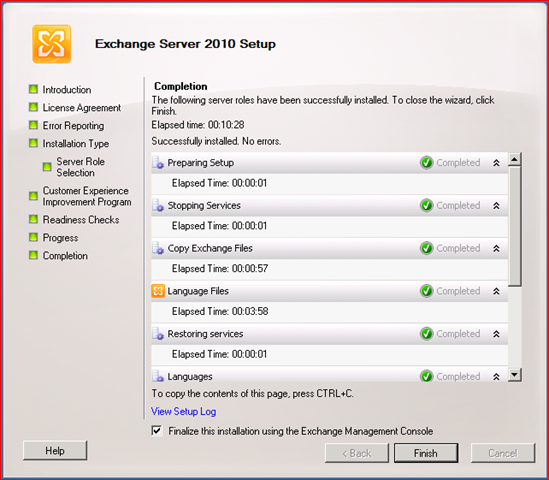 Exchange Server 2010 Setup
Introduction
License Agreement
Error Reporting
Installation Type
Server Role
Selection
Customer Experience
Improvement Program
Readiness Checks
Progress
Completion
Completion
The following server roles have been successfully installed. To close the wizard, click
Finish.
Elapsed time: 00:10:28
Successfully installed. No errors.
Preparing Setup Completed
Elapsed Time: 00:00:01
Stopping Services Completed
Elapsed Time: 00:00:01
Copy Exchange Files Completed
Elapsed Time: 00:00:57
Language Files Completed
Elapsed Time: 00:03:58
Restoring services Completed
Elapsed Time: 00:00:01
Languages Completed
To copy the contents of this page, press CTRL+C.
View Setup Log
Finalize this installation using the Exchange Management Console
Help
< Back
Finish
Cancel